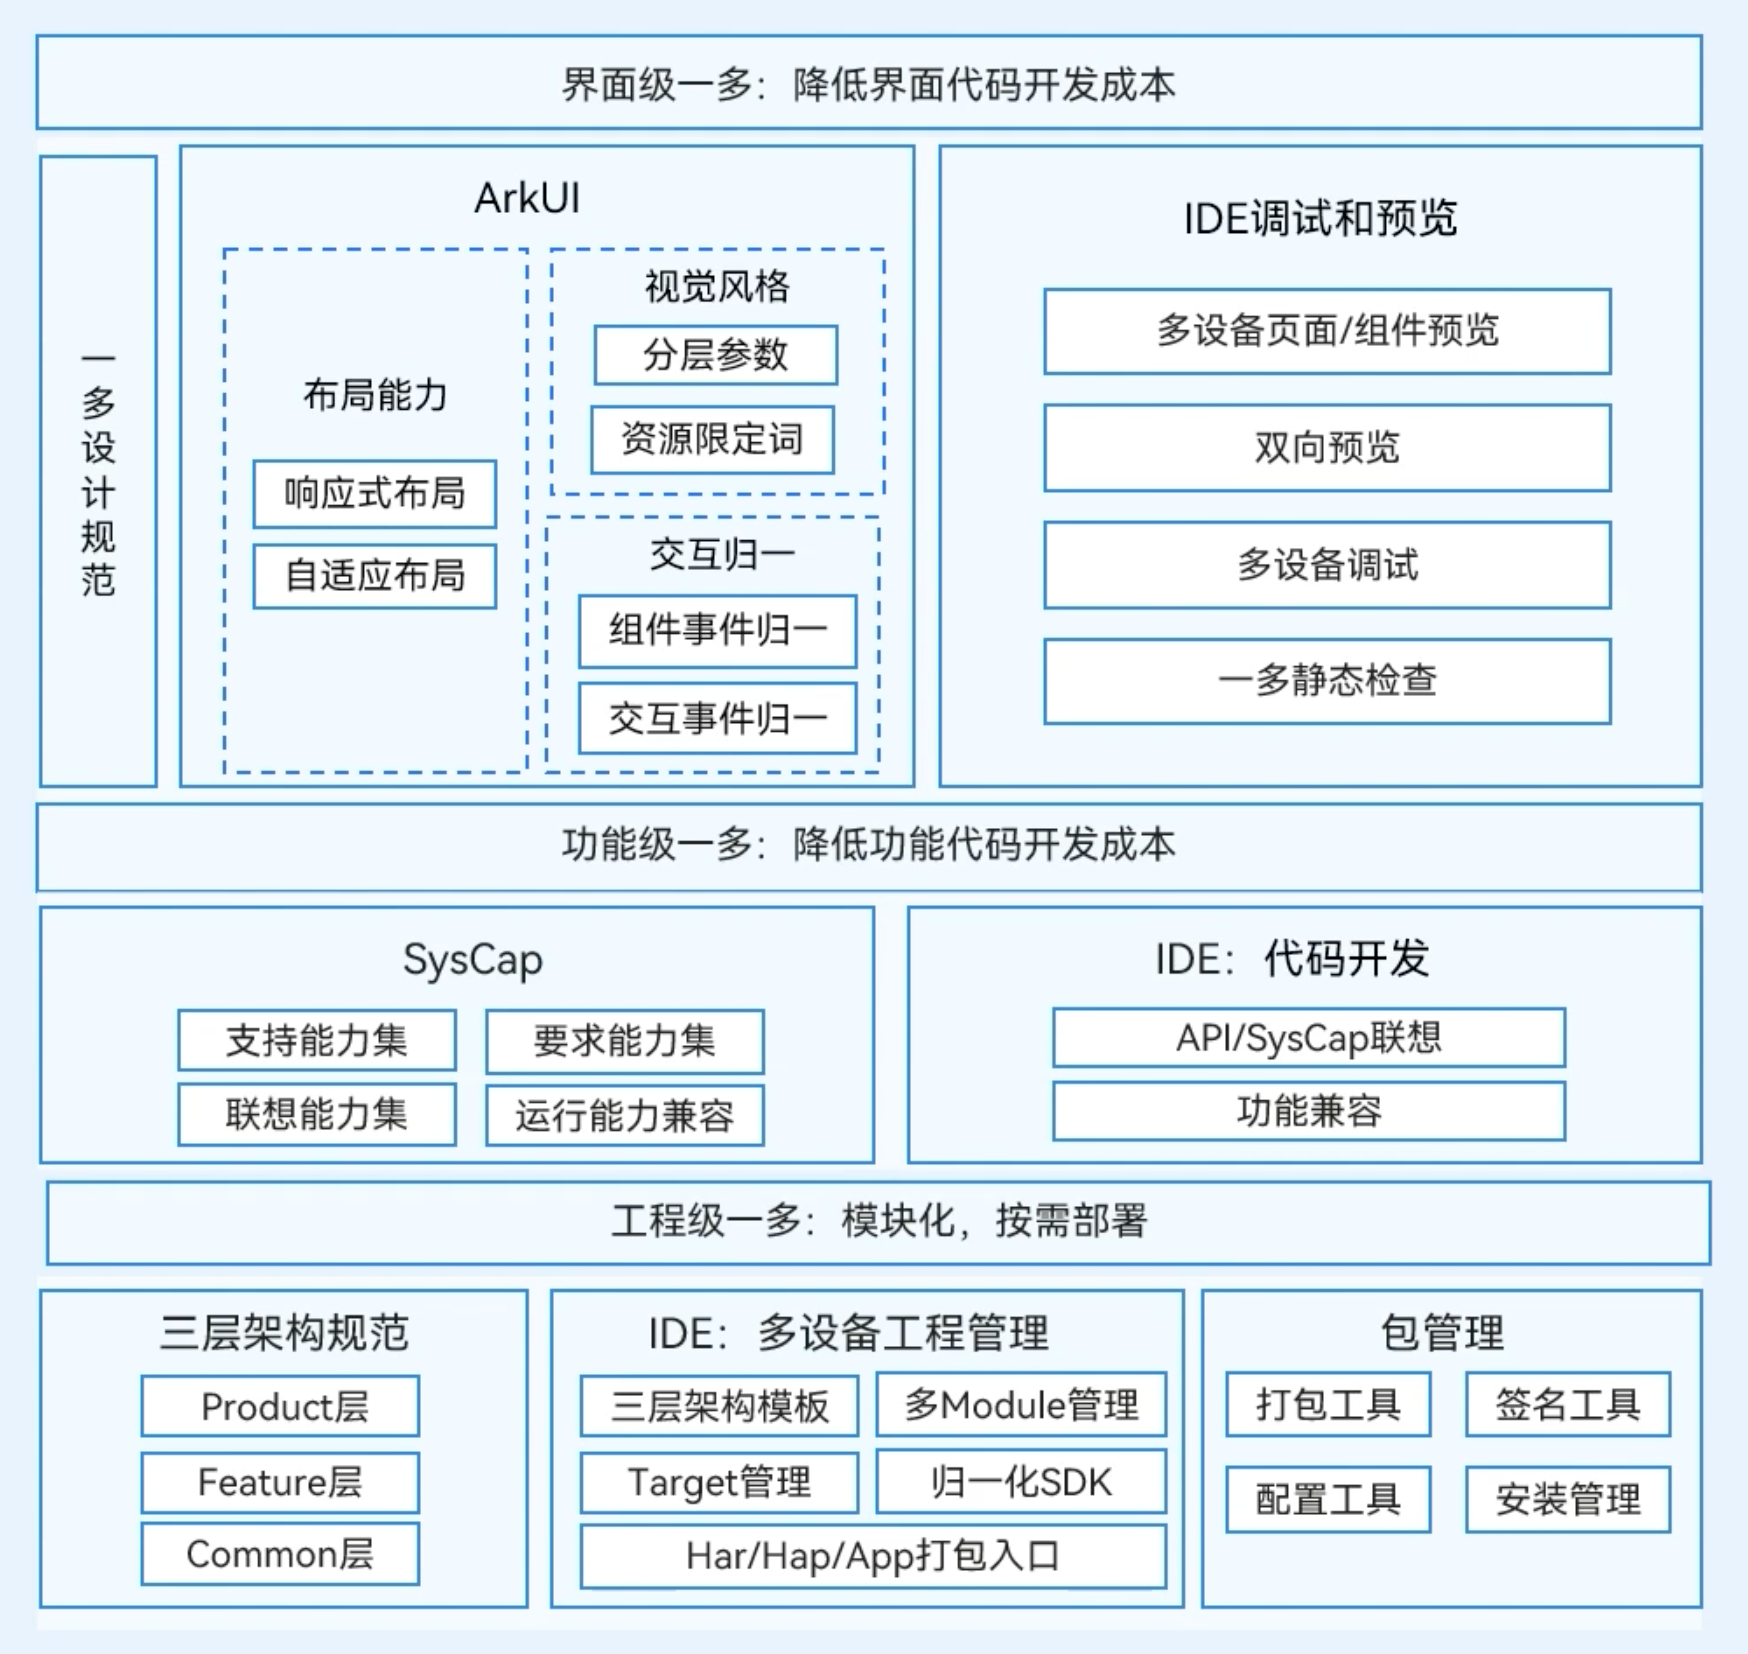 界面级一多：降低界面代码开发成本
一多设计规范
ArkUI
布局能力
响应式布局
自适应布局
视觉风格
分层参数
资源限定词
交互归一
组件事件归一
交互事件归一
IDE调试和预览
多设备页面/组件预览
双向预览
多设备调试
一多静态检查
功能级一多：降低功能代码开发成本
SysCap
支持能力集
要求能力集
联想能力集
运行能力兼容
IDE：代码开发
API/SysCap联想
功能兼容
工程级一多：模块化，按需部署
三层架构规范
Product层
Feature层
Common层
IDE：多设备工程管理
三层架构模板
多Module管理
Target管理
归一化SDK
Har/Hap/App打包入口
包管理
打包工具
签名工具
配置工具
安装管理